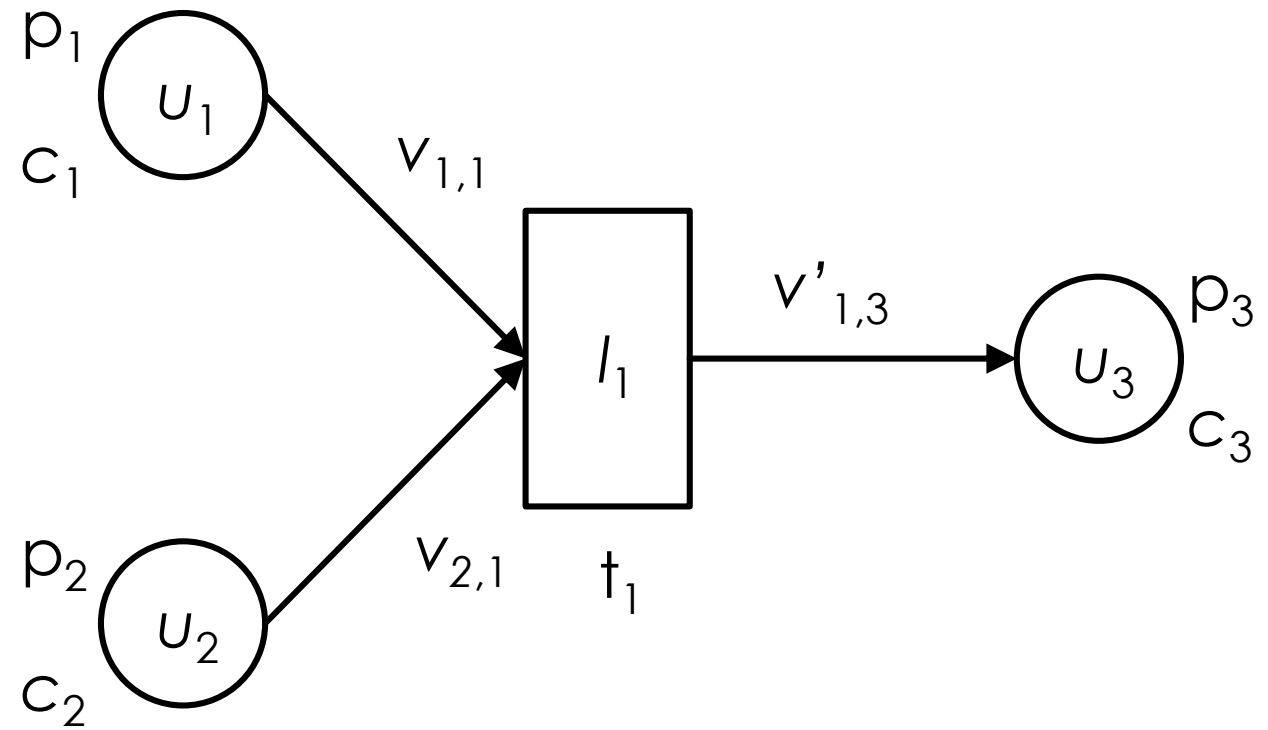 p₁
u₁
c₁
v₁,₁
l₁
t₁
v'₁,₃
p₃
u₃
c₃
v₂,₁
p₂
u₂
c₂